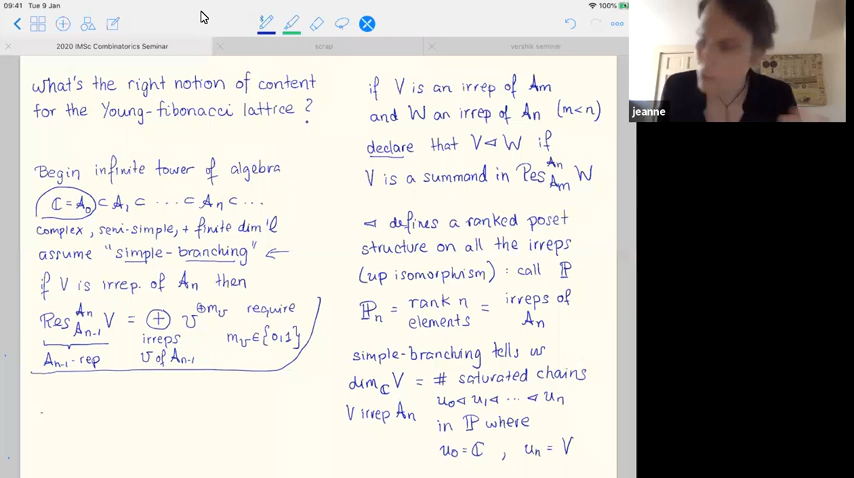 09:41 Tue 9 Jan
100%
2020 IMSc Combinatorics Seminar
scrap
vershik seminar
jeanne
what's the right notion of content
for the Young-fibonacci lattice ?
Begin infinite tower of algebra
ℂ = A₀ ⊂ A₁ ⊂ ⋯ ⊂ Aₙ ⊂ ⋯
complex, semi-simple, + finite dim'l
assume "simple-branching" ←
if V is irrep. of Aₙ then
Res^{Aₙ}_{Aₙ₋₁} V = ⊕ v^{⊕mᵥ} require
irreps mᵥ ∈ {0,1}
Aₙ₋₁-rep v of Aₙ₋₁
if V is an irrep of Aₘ
and W an irrep of Aₙ (m<n)
declare that V ⊲ W if
V is a summand in Res^{Aₙ}_{Aₘ} W
⊲ defines a ranked poset
structure on all the irreps
(up isomorphism) : call ℙ
ℙₙ = rank n elements = irreps of Aₙ
simple-branching tells us
dim_ℂ V = # saturated chains
V irrep Aₙ u₀ ⊲ u₁ ⊲ ⋯ ⊲ uₙ
in ℙ where
u₀ = ℂ , uₙ = V